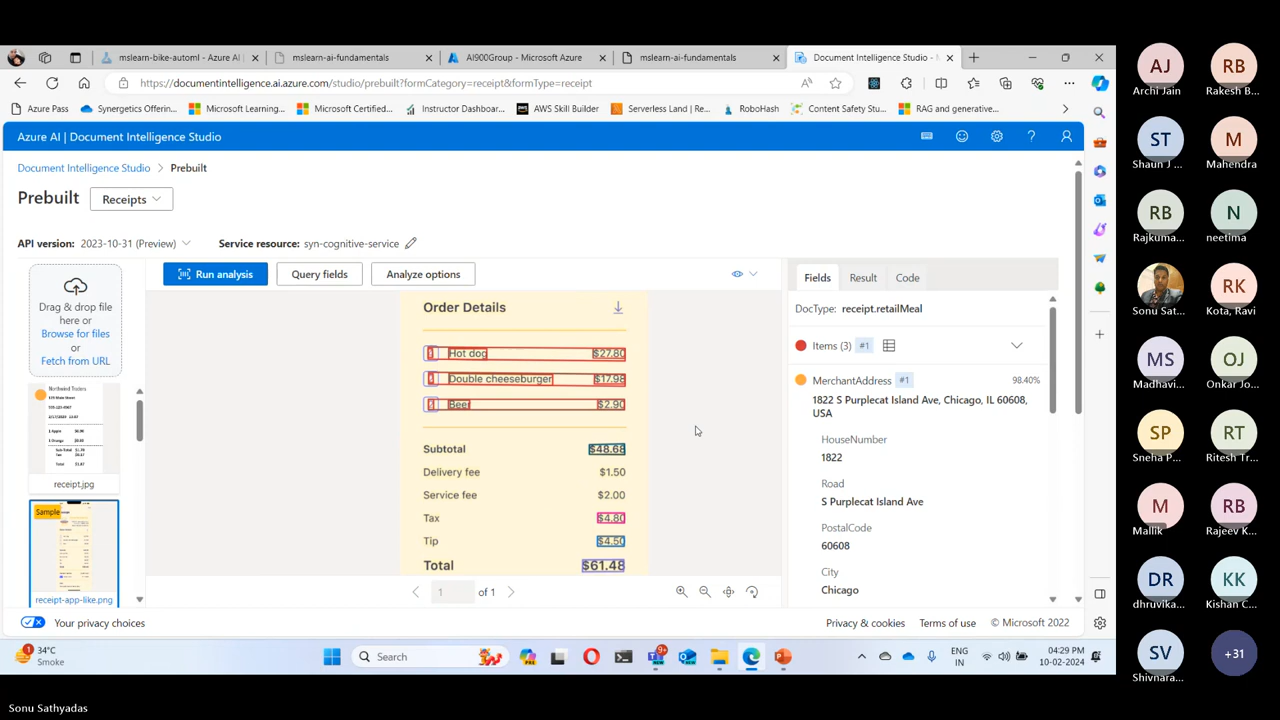 mslearn-bike-automl - Azure AI |
mslearn-ai-fundamentals
AI900Group - Microsoft Azure
mslearn-ai-fundamentals
Document Intelligence Studio - M
https://documentintelligence.ai.azure.com/studio/prebuilt?formCategory=receipt&formType=receipt
Azure Pass
Synergetics Offering...
Microsoft Learning...
Microsoft Certified...
Instructor Dashboar...
AWS Skill Builder
Serverless Land | Re...
RoboHash
Content Safety Stu...
RAG and generative...
Azure AI | Document Intelligence Studio
Document Intelligence Studio > Prebuilt
Prebuilt
Receipts
API version: 2023-10-31 (Preview)
Service resource: syn-cognitive-service
Drag & drop file
here or
Browse for files
or
Fetch from URL
Northwind Traders
receipt.jpg
Sample
receipt-app-like.png
Run analysis
Query fields
Analyze options
Order Details
Hot dog $27.80
Double cheeseburger $17.98
Beer $2.90
Subtotal $48.68
Delivery fee $1.50
Service fee $2.00
Tax $4.80
Tip $4.50
Total $61.48
1 of 1
Fields
Result
Code
DocType: receipt.retailMeal
Items (3) #1
MerchantAddress #1 98.40%
1822 S Purplecat Island Ave, Chicago, IL 60608,
USA
HouseNumber
1822
Road
S Purplecat Island Ave
PostalCode
60608
City
Chicago
Your privacy choices
Privacy & cookies
Terms of use
© Microsoft 2022
1
34°C
Smoke
Search
9+
ENG
IN
04:29 PM
10-02-2024
AJ
Archi Jain
RB
Rakesh B...
ST
Shaun J ...
M
Mahendra
RB
Rajkuma...
N
neetima
Sonu Sat...
RK
Kota, Ravi
MS
Madhavi...
OJ
Onkar Jo...
SP
Sneha P...
RT
Ritesh Tr...
M
Mallik
RB
Rajeev K...
DR
dhruvika...
KK
Kishan C...
SV
Shivnara...
+31
Sonu Sathyadas